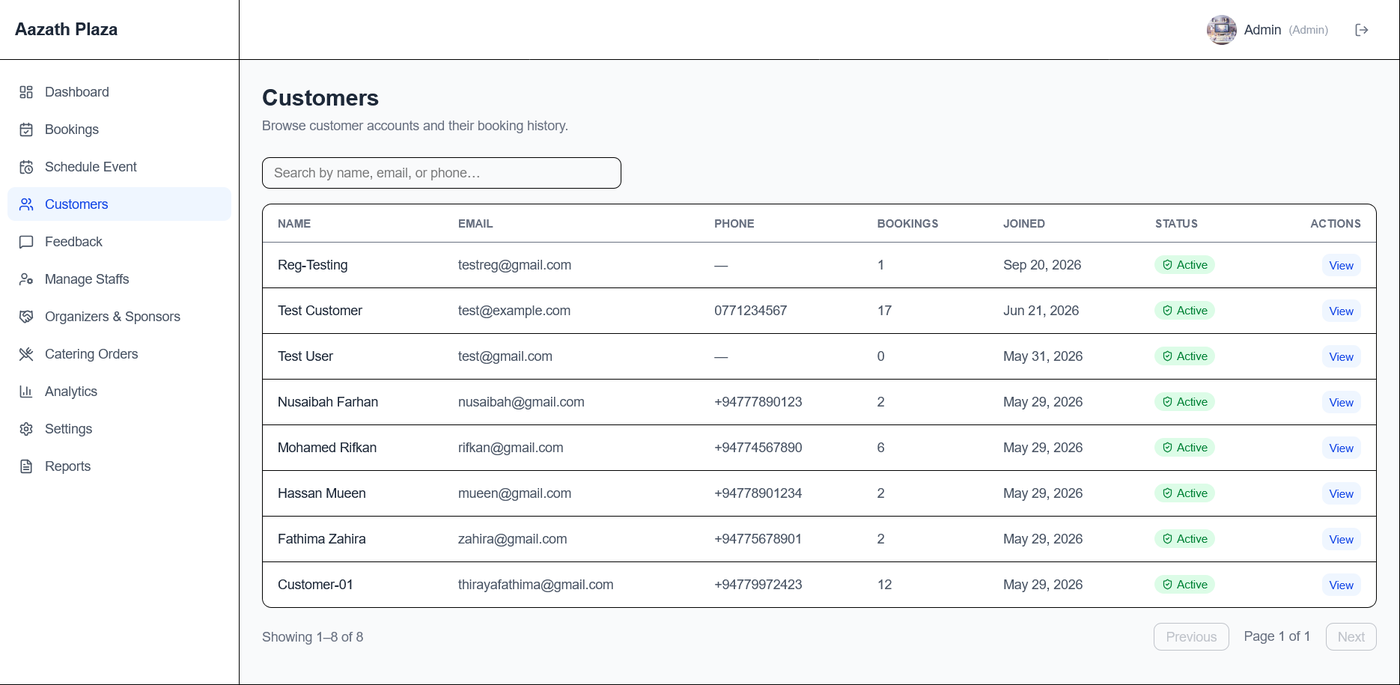 Aazath Plaza
Admin (Admin)
Dashboard
Bookings
Schedule Event
Customers
Feedback
Manage Staffs
Organizers & Sponsors
Catering Orders
Analytics
Settings
Reports
Customers
Browse customer accounts and their booking history.
Search by name, email, or phone…
NAME EMAIL PHONE BOOKINGS JOINED STATUS ACTIONS
Reg-Testing testreg@gmail.com — 1 Sep 20, 2026 Active View
Test Customer test@example.com 0771234567 17 Jun 21, 2026 Active View
Test User test@gmail.com — 0 May 31, 2026 Active View
Nusaibah Farhan nusaibah@gmail.com +94777890123 2 May 29, 2026 Active View
Mohamed Rifkan rifkan@gmail.com +94774567890 6 May 29, 2026 Active View
Hassan Mueen mueen@gmail.com +94778901234 2 May 29, 2026 Active View
Fathima Zahira zahira@gmail.com +94775678901 2 May 29, 2026 Active View
Customer-01 thirayafathima@gmail.com +94779972423 12 May 29, 2026 Active View
Showing 1–8 of 8
Previous Page 1 of 1 Next